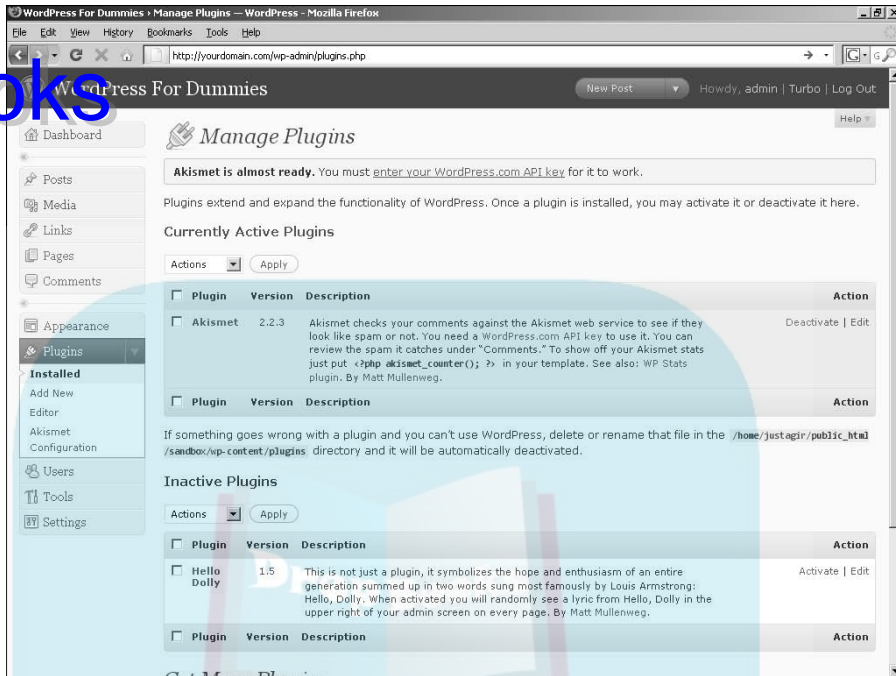 WordPress For Dummies › Manage Plugins — WordPress - Mozilla Firefox
File Edit View History Bookmarks Tools Help
http://yourdomain.com/wp-admin/plugins.php
oks
WordPress For Dummies
New Post
Howdy, admin | Turbo | Log Out
Help
Dashboard
Posts
Media
Links
Pages
Comments
Appearance
Plugins
Installed
Add New
Editor
Akismet
Configuration
Users
Tools
Settings
Manage Plugins
Akismet is almost ready. You must enter your WordPress.com API key for it to work.
Plugins extend and expand the functionality of WordPress. Once a plugin is installed, you may activate it or deactivate it here.
Currently Active Plugins
Actions Apply
Plugin Version Description Action
Akismet 2.2.3 Akismet checks your comments against the Akismet web service to see if they Deactivate | Edit
look like spam or not. You need a WordPress.com API key to use it. You can
review the spam it catches under “Comments.” To show off your Akismet stats
just put <?php akismet_counter(); ?> in your template. See also: WP Stats
plugin. By Matt Mullenweg.
Plugin Version Description Action
If something goes wrong with a plugin and you can’t use WordPress, delete or rename that file in the /home/justagir/public_html
/sandbox/wp-content/plugins directory and it will be automatically deactivated.
Inactive Plugins
Actions Apply
Plugin Version Description Action
Hello 1.5 This is not just a plugin, it symbolizes the hope and enthusiasm of an entire Activate | Edit
Dolly generation summed up in two words sung most famously by Louis Armstrong:
Hello, Dolly. When activated you will randomly see a lyric from Hello, Dolly in the
upper right of your admin screen on every page. By Matt Mullenweg.
Plugin Version Description Action